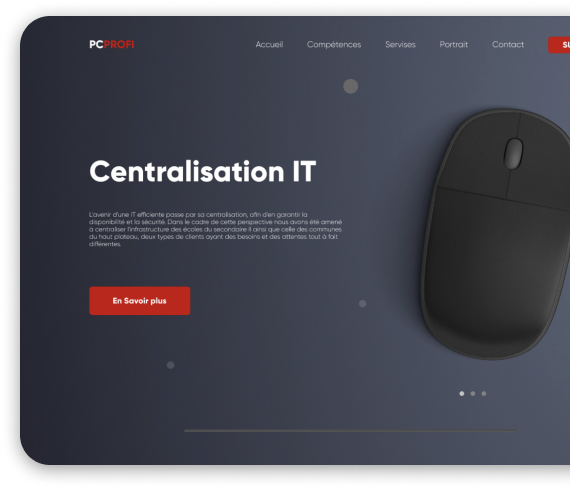 PCPROFI
Accueil Compétences Servises Portrait Contact SU
Centralisation IT
L'avenir d'une IT efficiente passe par sa centralisation, afin d'en garantir la
disponibilité et la sécurité. Dans le cadre de cette perspective nous avons été amené
à centraliser l'infrastructure des écoles du secondaire II ainsi que celle des communes
du haut plateau, deux types de clients ayant des besoins et des attentes tout à fait
différentes.
En Savoir plus